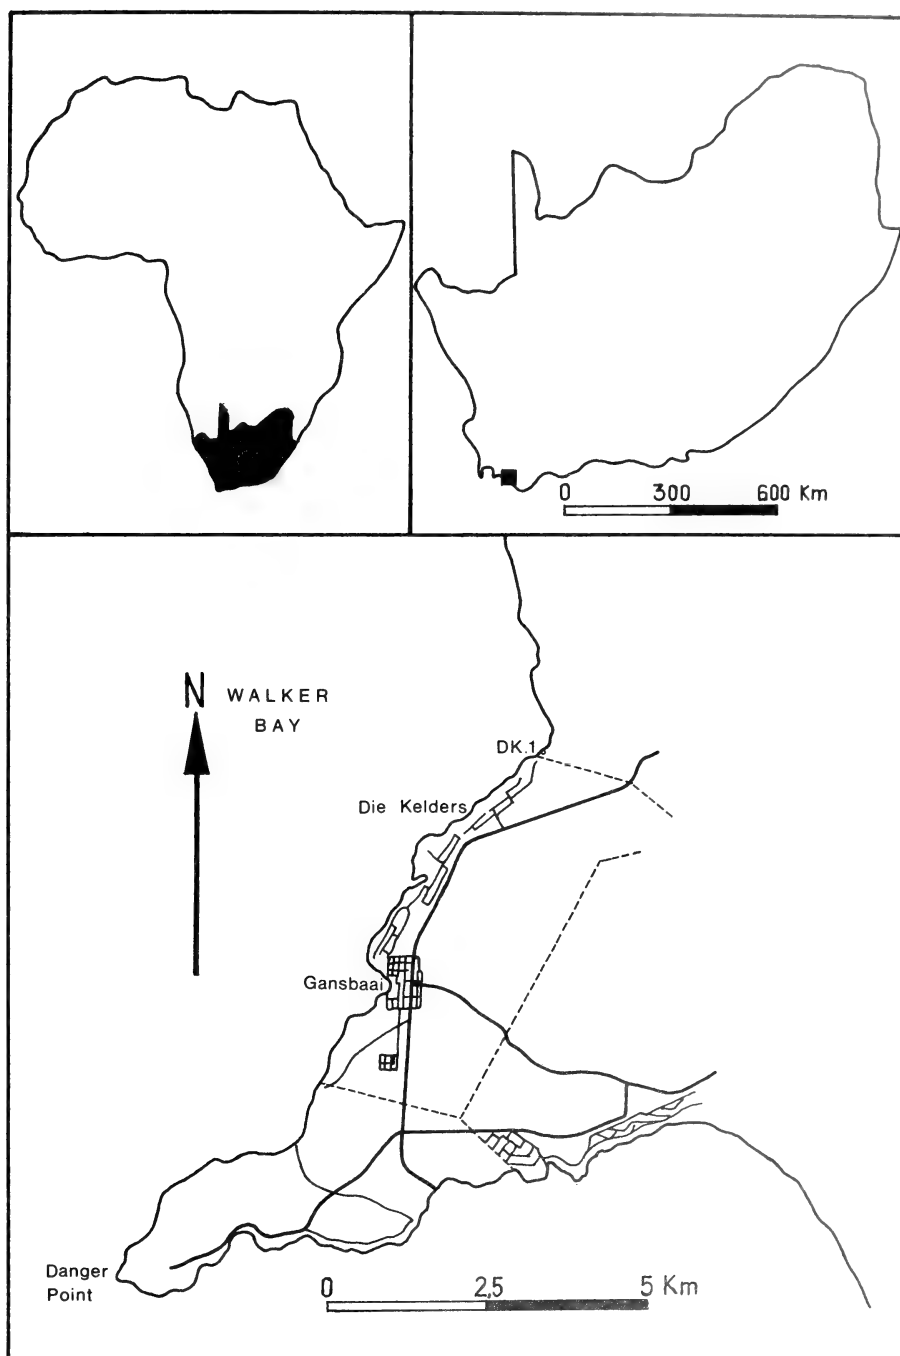 0 300 600 Km
N
WALKER
BAY
DK.1
Die Kelders
Gansbaai
Danger
Point
0 2,5 5 Km